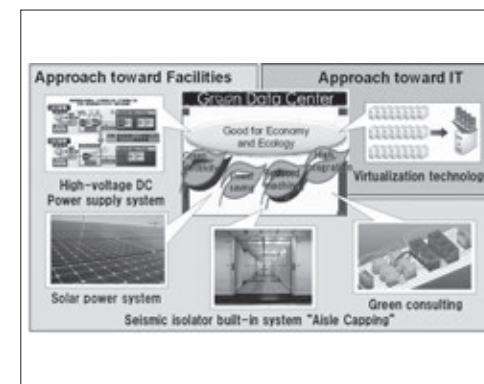 Approach toward Facilities
Approach toward IT
Green Data Center
Good for Economy
and Ecology
High-voltage DC
Power supply system
Virtualization technology
Solar power system
Green consulting
Seismic isolator built-in system "Aisle Capping"